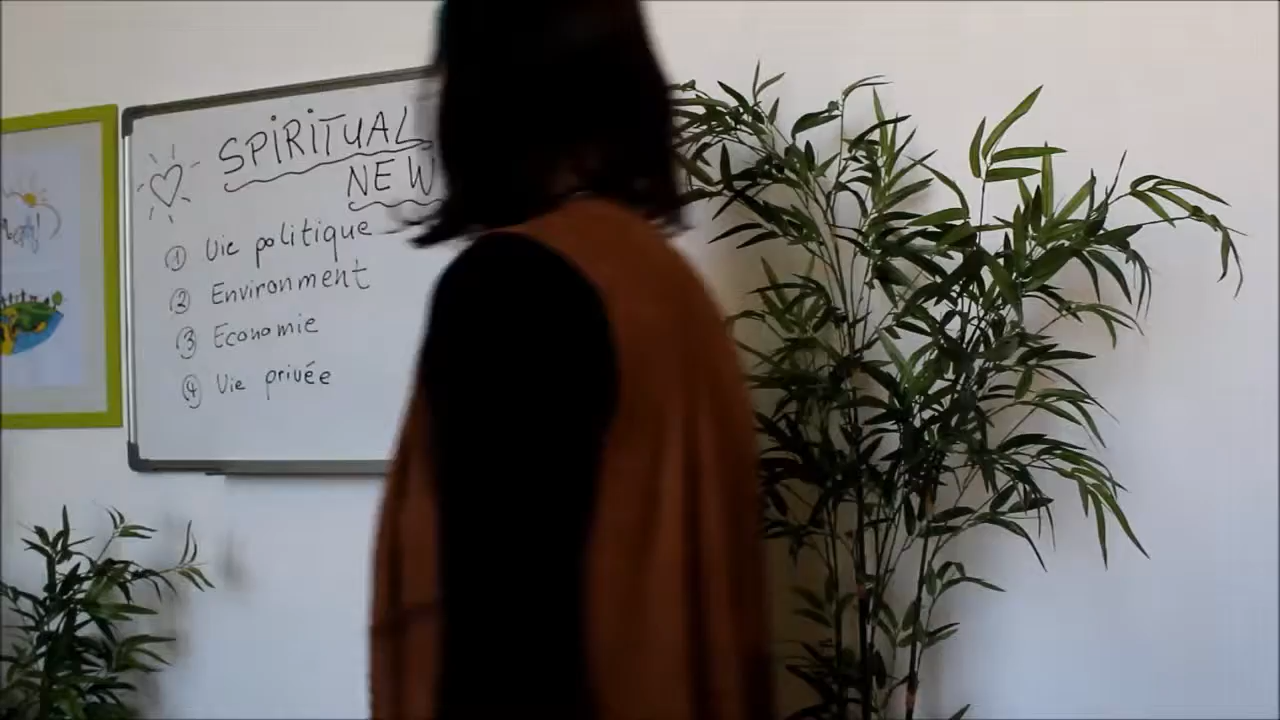 SPIRITUAL
NEW
① Vie politique
② Environment
③ Economie
④ Vie privée